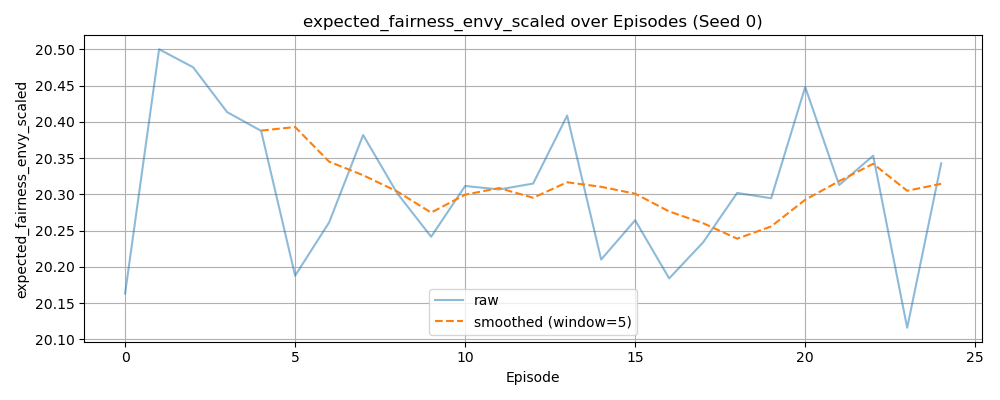 expected_fairness_envy_scaled over Episodes (Seed 0)
expected_fairness_envy_scaled
20.50
20.45
20.40
20.35
20.30
20.25
20.20
20.15
20.10
raw
smoothed (window=5)
0 5 10 15 20 25
Episode